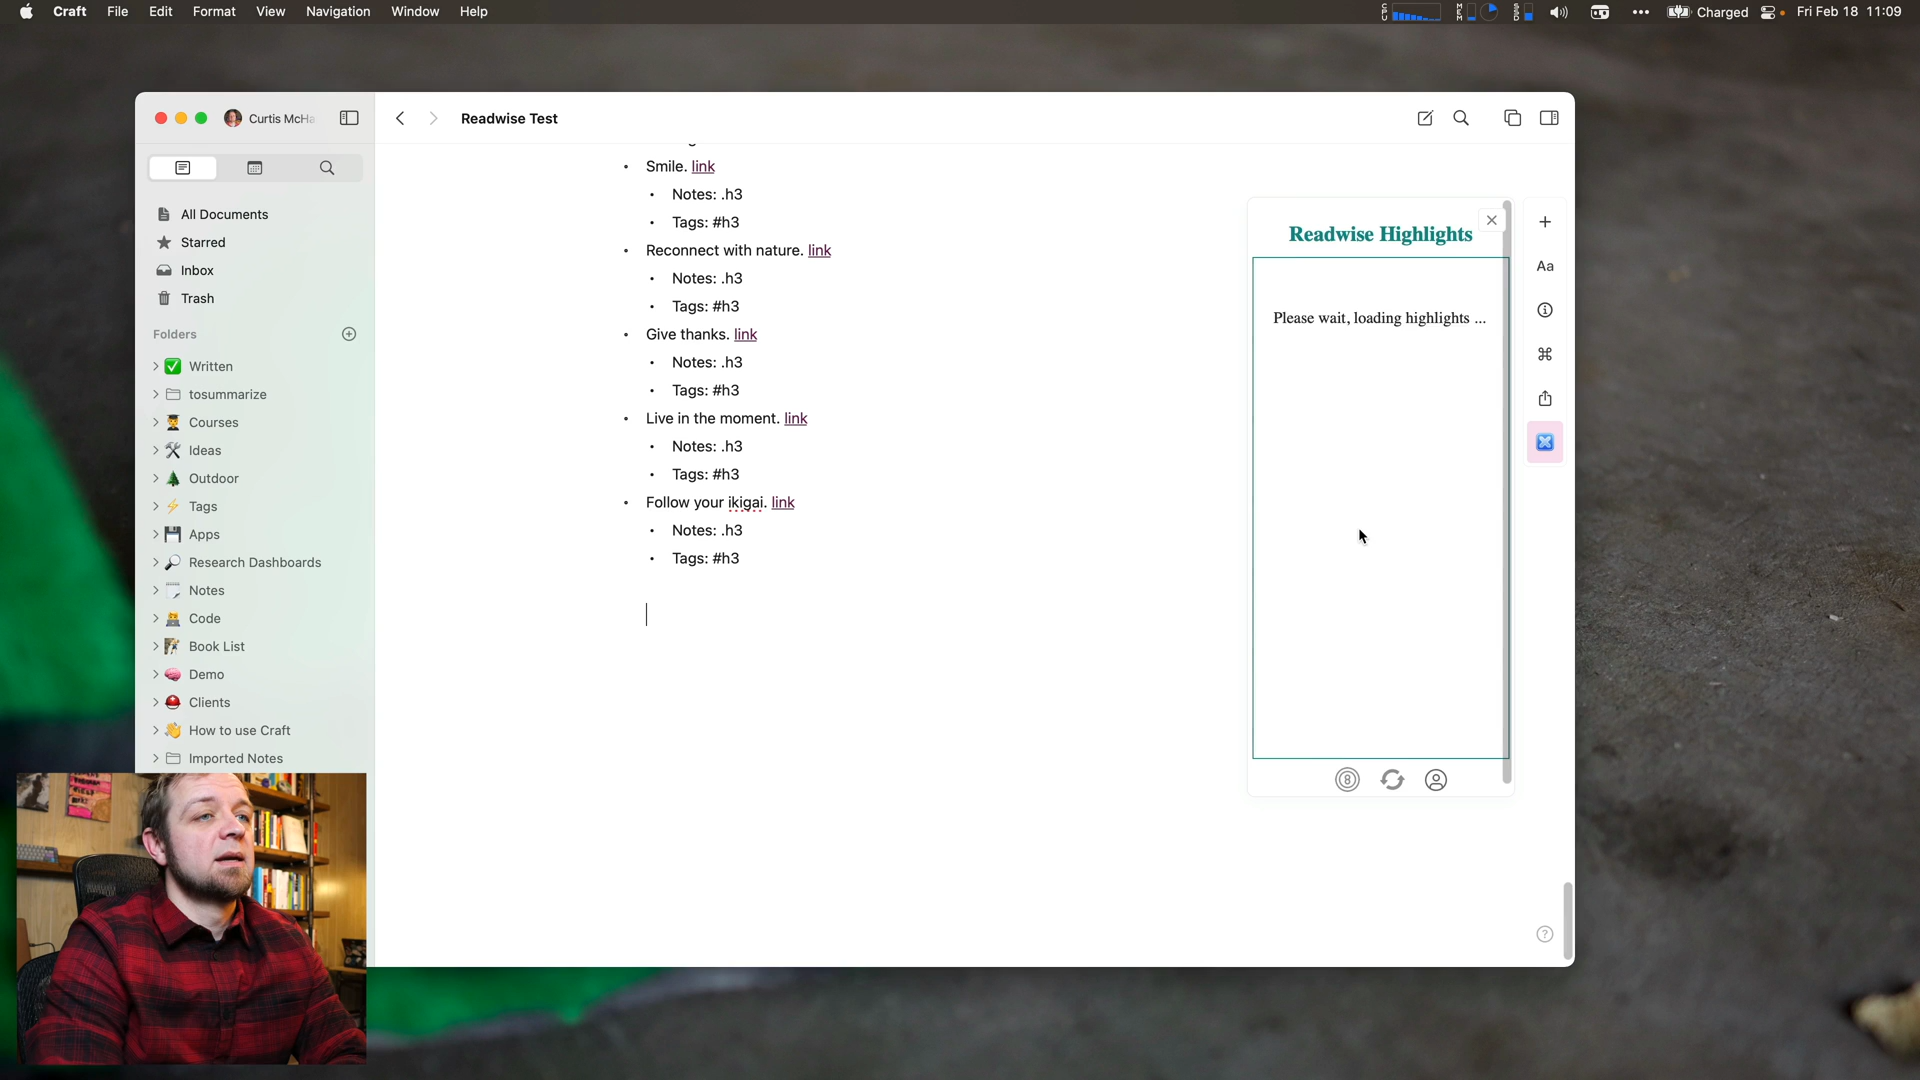 Craft File Edit Format View Navigation Window Help
CPU MEM SSD ••• Charged Fri Feb 18 11:09
Curtis McHa
Readwise Test
Smile. link
Notes: .h3
Tags: #h3
Reconnect with nature. link
Notes: .h3
Tags: #h3
Give thanks. link
Notes: .h3
Tags: #h3
Live in the moment. link
Notes: .h3
Tags: #h3
Follow your ikigai. link
Notes: .h3
Tags: #h3
All Documents
Starred
Inbox
Trash
Folders
Written
tosummarize
Courses
Ideas
Outdoor
Tags
Apps
Research Dashboards
Notes
Code
Book List
Demo
Clients
How to use Craft
Imported Notes
Readwise Highlights
Please wait, loading highlights ...
8
Aa